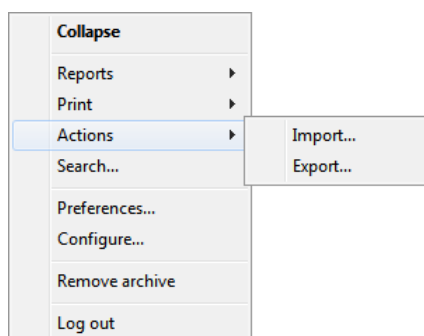 Collapse
Reports
Print
Actions
Import...
Search...
Export...
Preferences...
Configure...
Remove archive
Log out